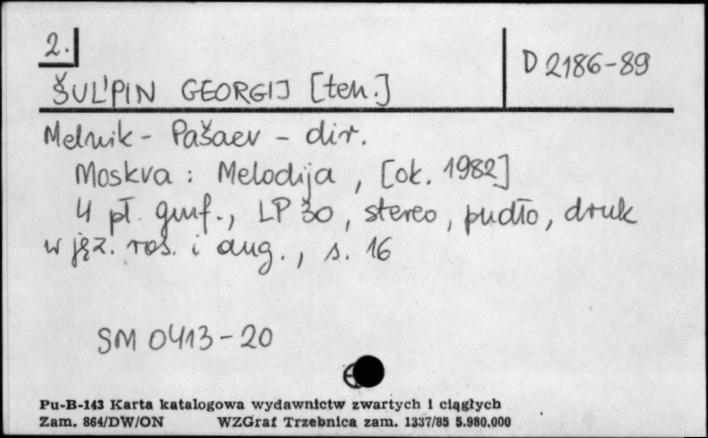 2.
D 2186-89
ŠUL'PIN GEORGIJ [ten.]
Melnik - Pašaev - dir.
Moskva : Melodija, [ok. 1982]
4 pł. gmf., LP 30, stereo, pudło, druk
w jęz. ros. i ang., s. 16
SM 0413-20
Pu-B-143 Karta katalogowa wydawnictw zwartych i ciągłych
Zam. 864/DW/ON WZGraf Trzebnica zam. 1337/85 5.980.000